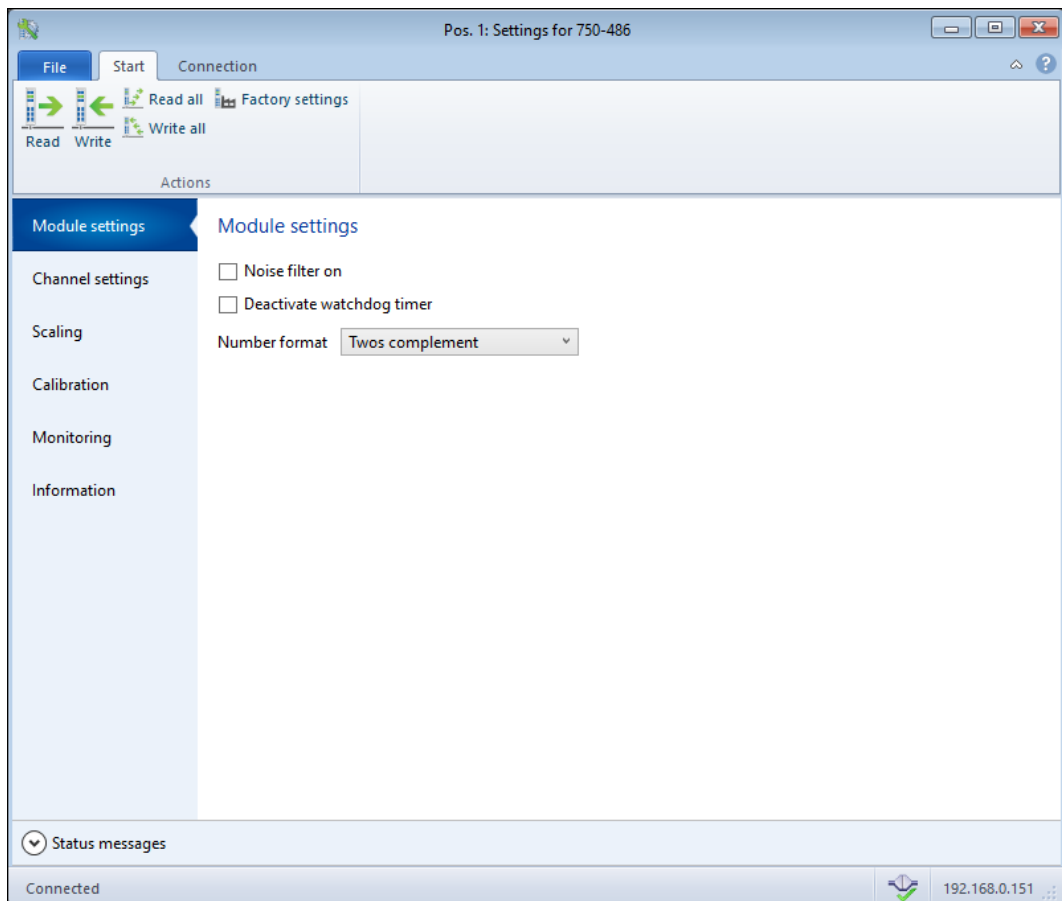 Pos. 1: Settings for 750-486
File Start Connection
Read all Factory settings
Write all
Read Write
Actions
Module settings
Channel settings
Scaling
Calibration
Monitoring
Information
Module settings
Noise filter on
Deactivate watchdog timer
Number format Twos complement
Status messages
Connected 192.168.0.151